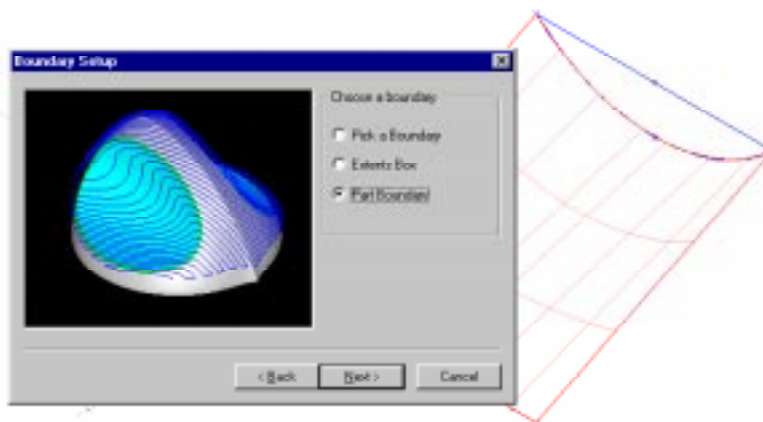 Boundary Setup
Choose a boundary
Pick a Boundary
Extents Box
Part Boundary
< Back
Next >
Cancel